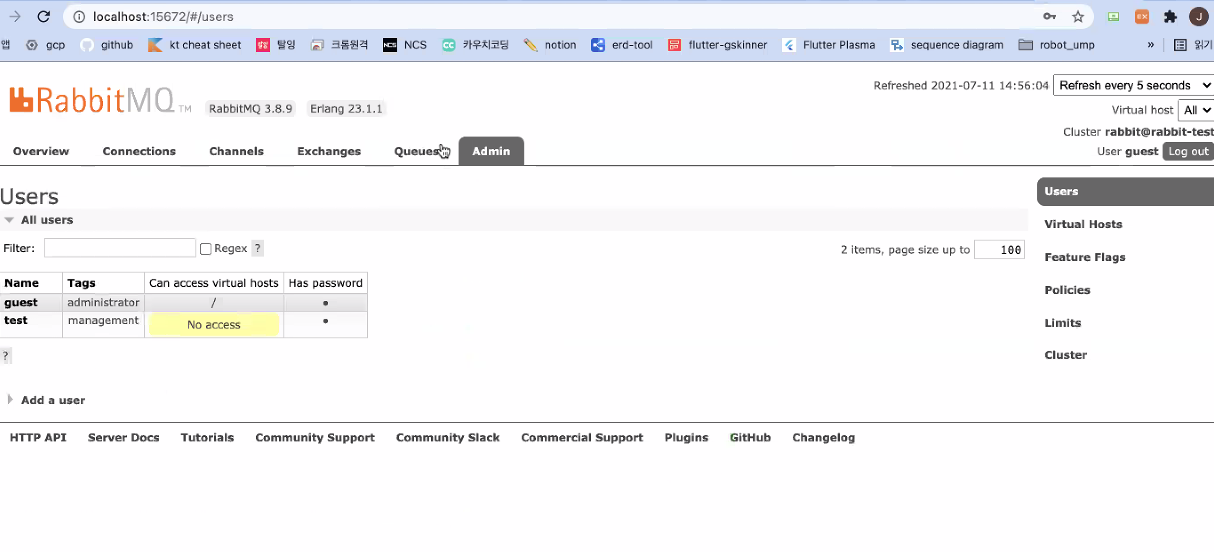 localhost:15672/#/users
J
앱 gcp github kt cheat sheet 탈잉 크롬원격 NCS NCS 카우치코딩 notion erd-tool flutter-gskinner Flutter Plasma sequence diagram robot_ump » 읽기
RabbitMQ TM RabbitMQ 3.8.9 Erlang 23.1.1
Refreshed 2021-07-11 14:56:04 Refresh every 5 seconds
Virtual host All
Cluster rabbit@rabbit-test
User guest Log out
Overview Connections Channels Exchanges Queues Admin
Users
All users
Filter: Regex ?
2 items, page size up to 100
Name Tags Can access virtual hosts Has password
guest administrator / •
test management No access •
?
Add a user
Users
Virtual Hosts
Feature Flags
Policies
Limits
Cluster
HTTP API Server Docs Tutorials Community Support Community Slack Commercial Support Plugins GitHub Changelog